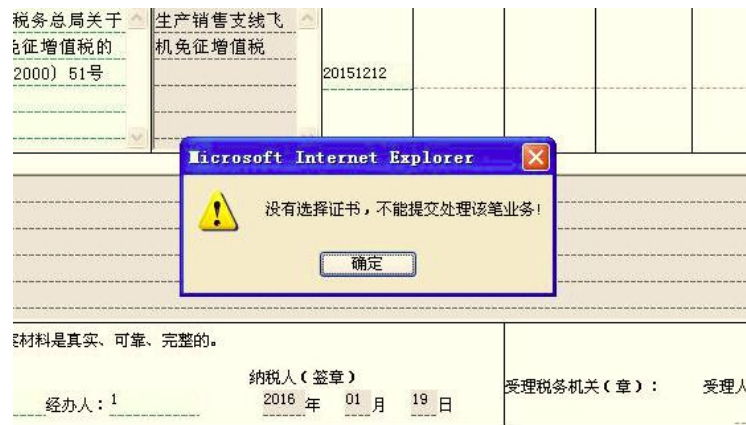 税务总局关于
生产销售支线飞
征增值税的
机免征增值税
2000）51号
20151212
Microsoft Internet Explorer
没有选择证书，不能提交处理该笔业务！
确定
材料是真实、可靠、完整的。
纳税人（签章）
经办人：1
2016 年 01 月 19 日
受理税务机关（章）：
受理人